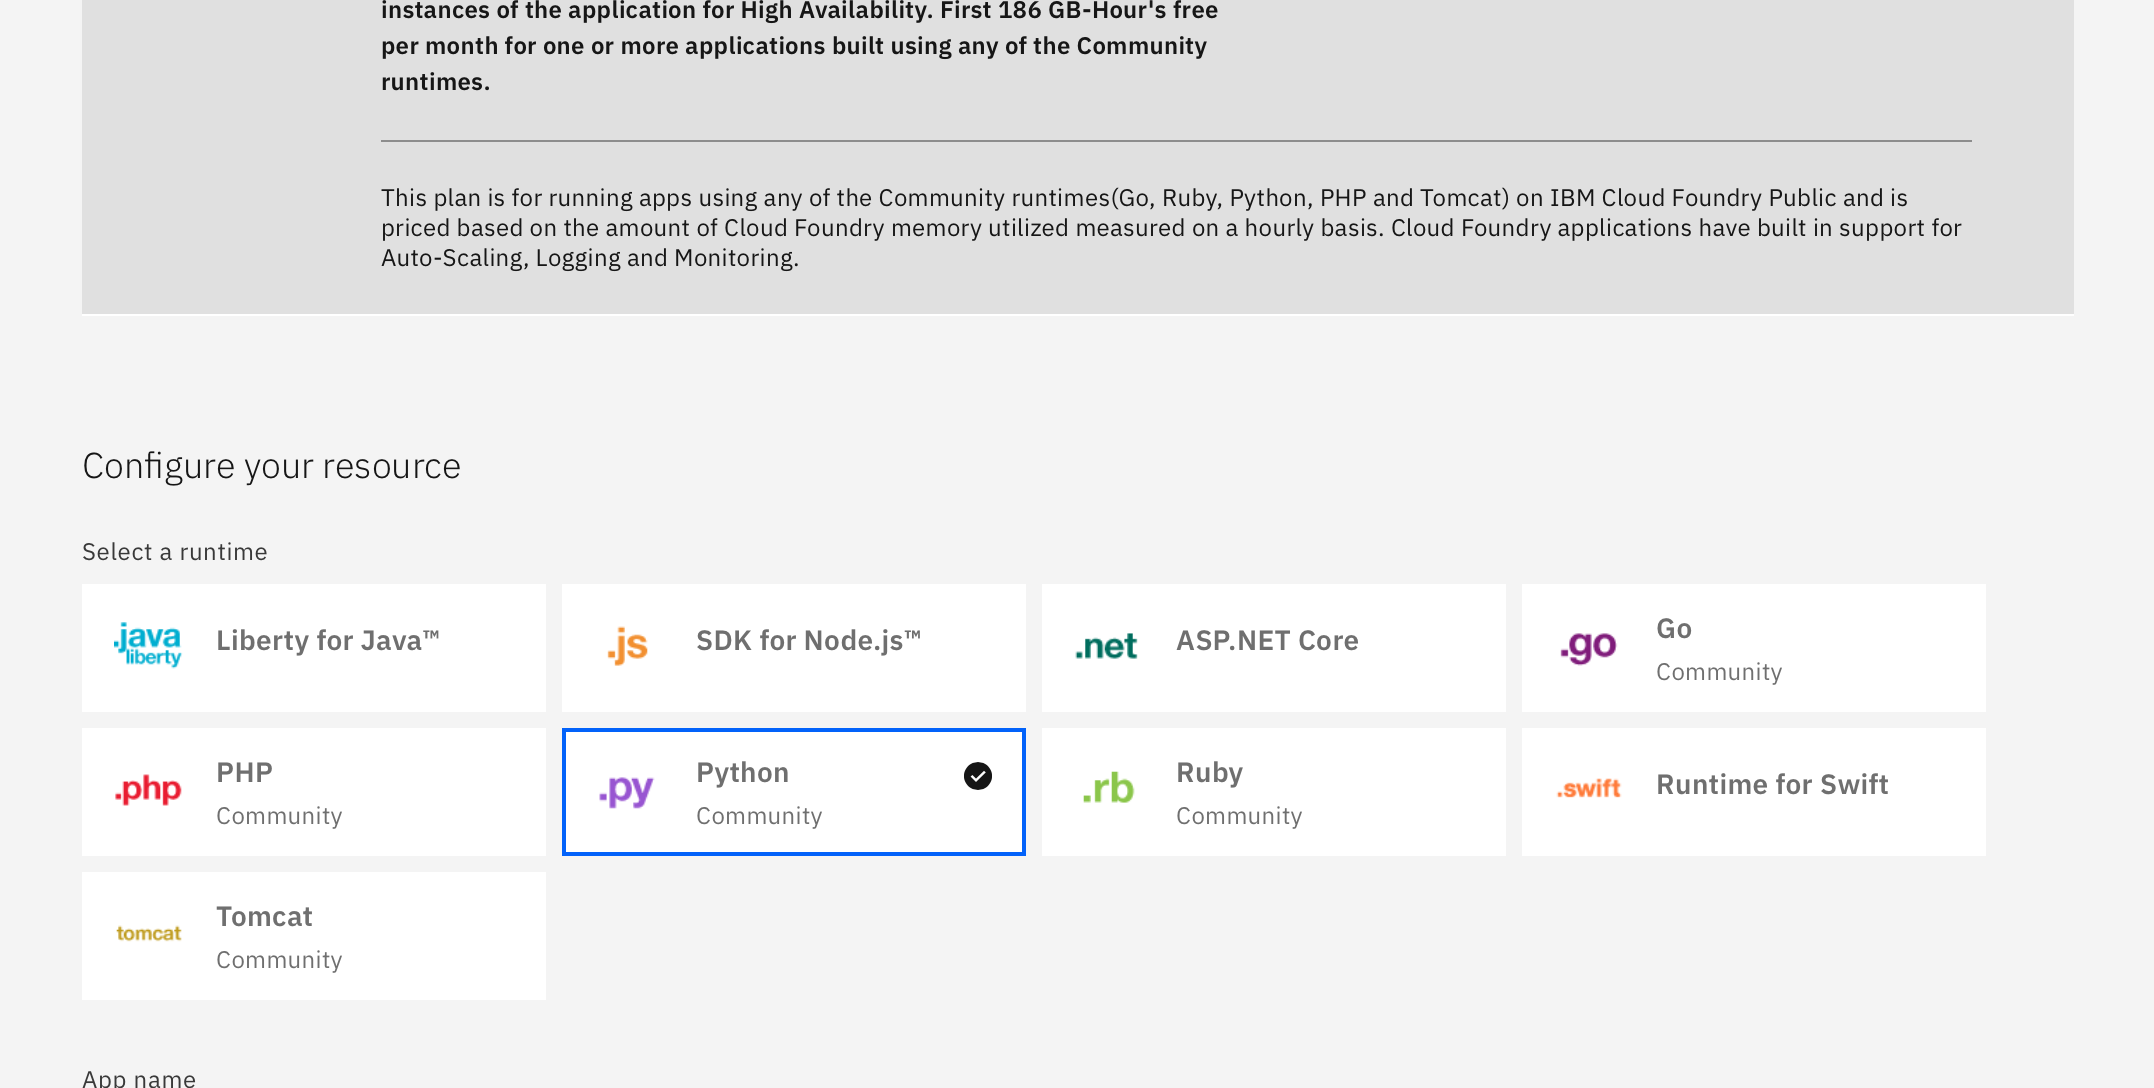 instances of the application for High Availability. First 186 GB-Hour's free
per month for one or more applications built using any of the Community
runtimes.
This plan is for running apps using any of the Community runtimes(Go, Ruby, Python, PHP and Tomcat) on IBM Cloud Foundry Public and is
priced based on the amount of Cloud Foundry memory utilized measured on a hourly basis. Cloud Foundry applications have built in support for
Auto-Scaling, Logging and Monitoring.
Configure your resource
Select a runtime
.java
liberty
Liberty for Java™
.js
SDK for Node.js™
.net
ASP.NET Core
.go
Go
Community
.php
PHP
Community
.py
Python
Community
.rb
Ruby
Community
.swift
Runtime for Swift
tomcat
Tomcat
Community
App name